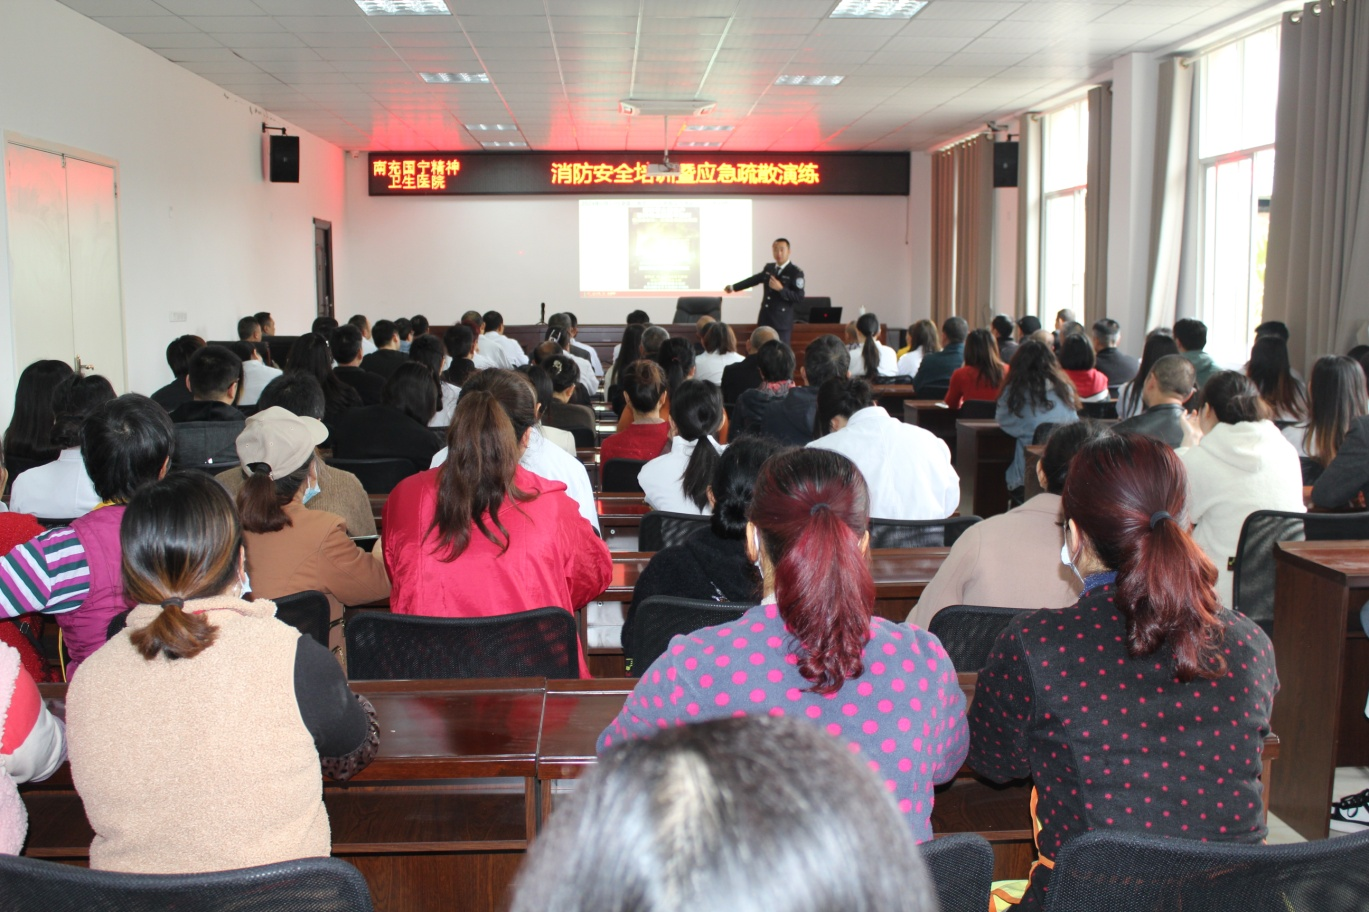 南充国宁精神
卫生医院
消防安全培训暨应急疏散演练